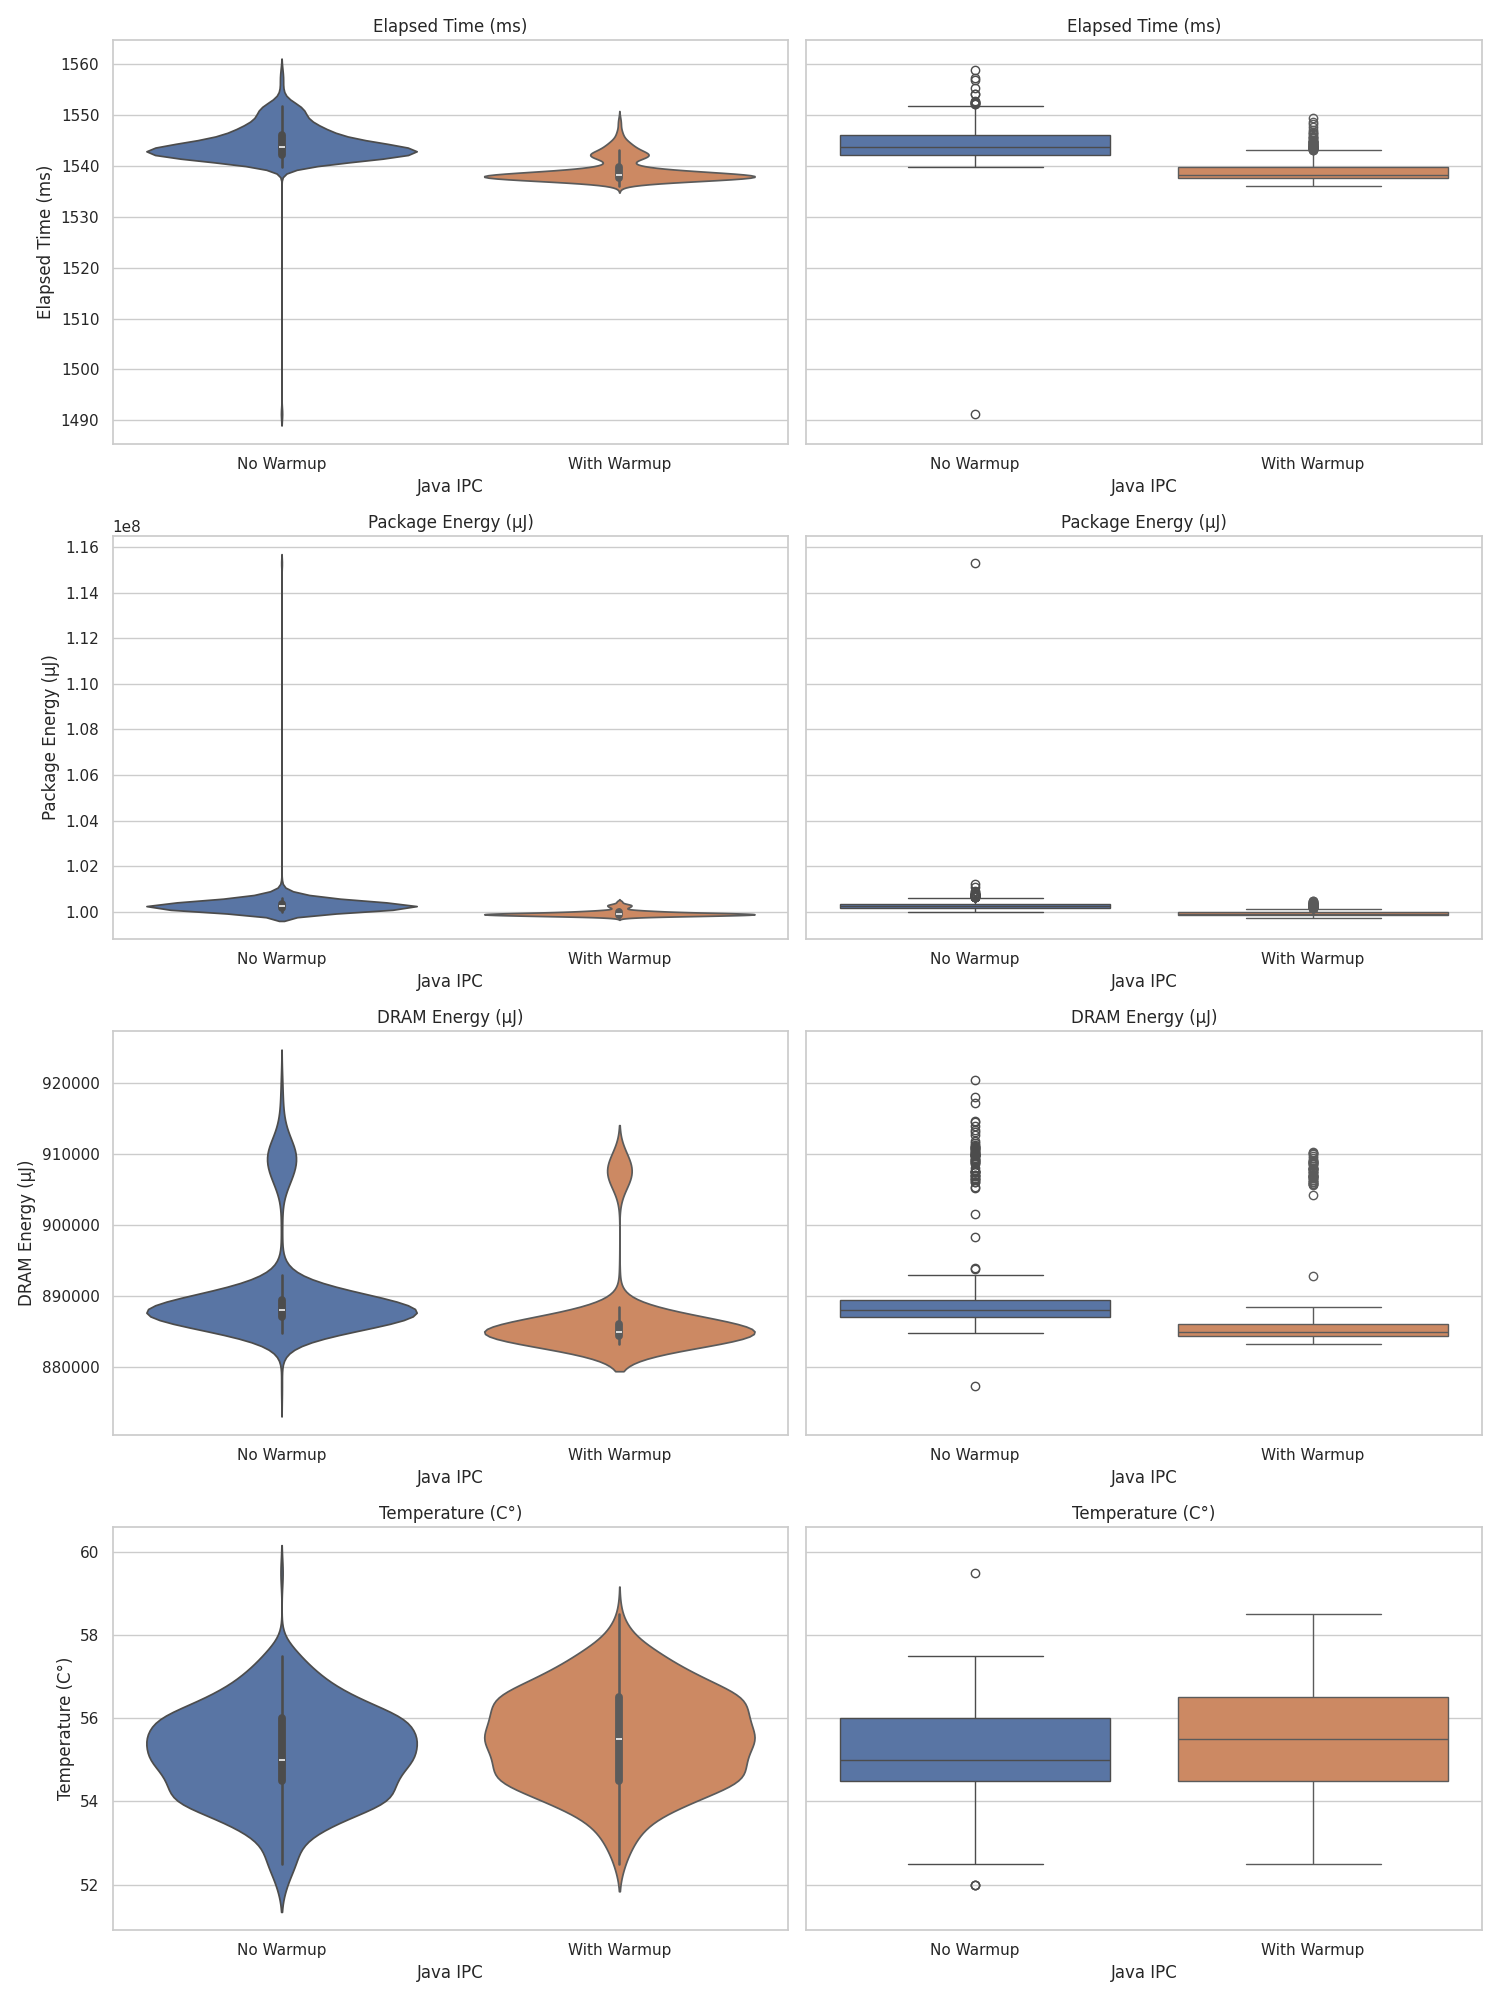 Elapsed Time (ms) Elapsed Time (ms)
1560
1550
1540
1530
1520
1510
1500
1490
Elapsed Time (ms)
No Warmup With Warmup No Warmup With Warmup
Java IPC Java IPC
1e8 Package Energy (μJ) Package Energy (μJ)
1.16
1.14
1.12
1.10
1.08
1.06
1.04
1.02
1.00
Package Energy (μJ)
No Warmup With Warmup No Warmup With Warmup
Java IPC Java IPC
DRAM Energy (μJ) DRAM Energy (μJ)
920000
910000
900000
890000
880000
DRAM Energy (μJ)
No Warmup With Warmup No Warmup With Warmup
Java IPC Java IPC
Temperature (C°) Temperature (C°)
60
58
56
54
52
Temperature (C°)
No Warmup With Warmup No Warmup With Warmup
Java IPC Java IPC